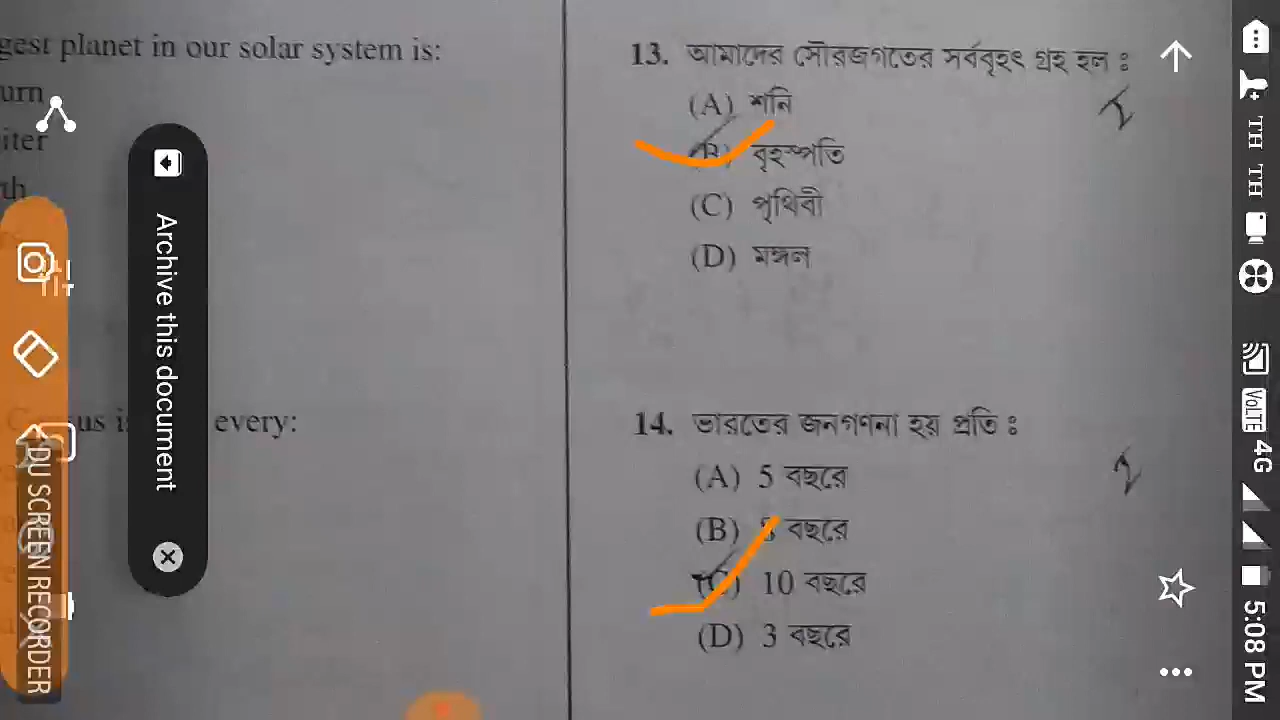 gest planet in our solar system is:
urn
iter
th
us
every:
13. আমাদের সৌরজগতের সর্ববৃহৎ গ্রহ হল :
(A) শনি
(B) বৃহস্পতি
(C) পৃথিবী
(D) মঙ্গল
14. ভারতের জনগণনা হয় প্রতি :
(A) 5 বছরে
(B) 8 বছরে
(C) 10 বছরে
(D) 3 বছরে
Archive this document
DU SCREEN RECORDER
TH TH
VoLTE 4G
5:08 PM